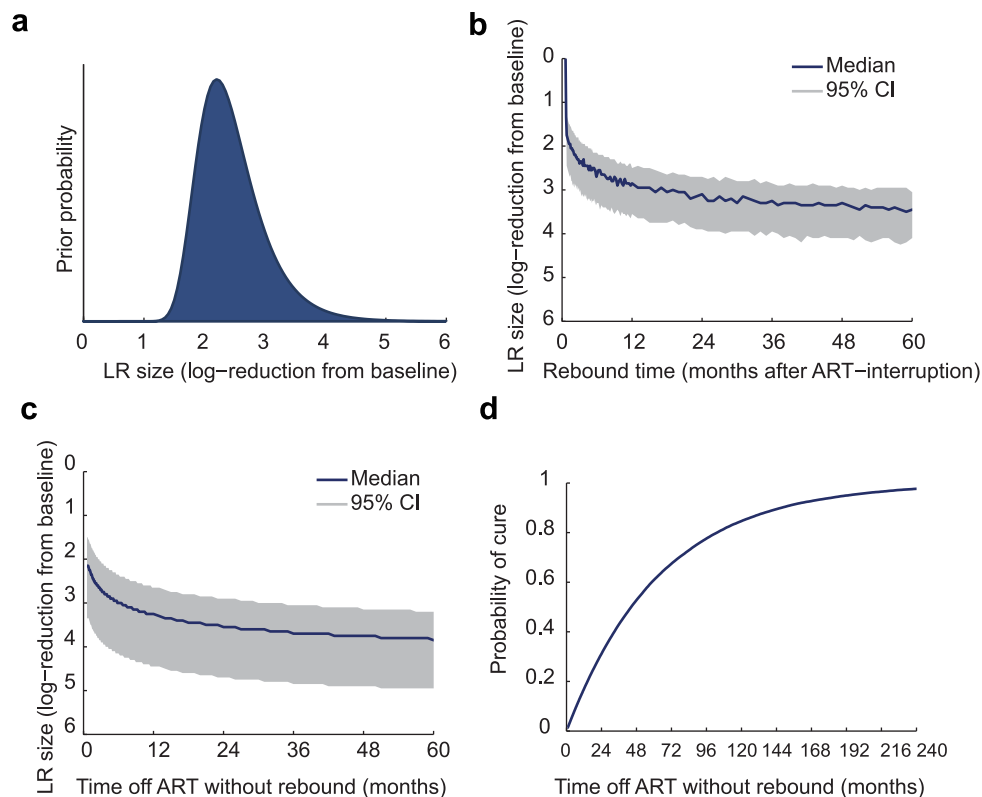 a
Prior probability
0 1 2 3 4 5 6
LR size (log−reduction from baseline)
b
LR size (log−reduction from baseline)
0
1
2
3
4
5
6
Median
95% CI
0 12 24 36 48 60
Rebound time (months after ART−interruption)
c
LR size (log−reduction from baseline)
0
1
2
3
4
5
6
Median
95% CI
0 12 24 36 48 60
Time off ART without rebound (months)
d
Probability of cure
1
0.8
0.6
0.4
0.2
0
0 24 48 72 96 120 144 168 192 216 240
Time off ART without rebound (months)